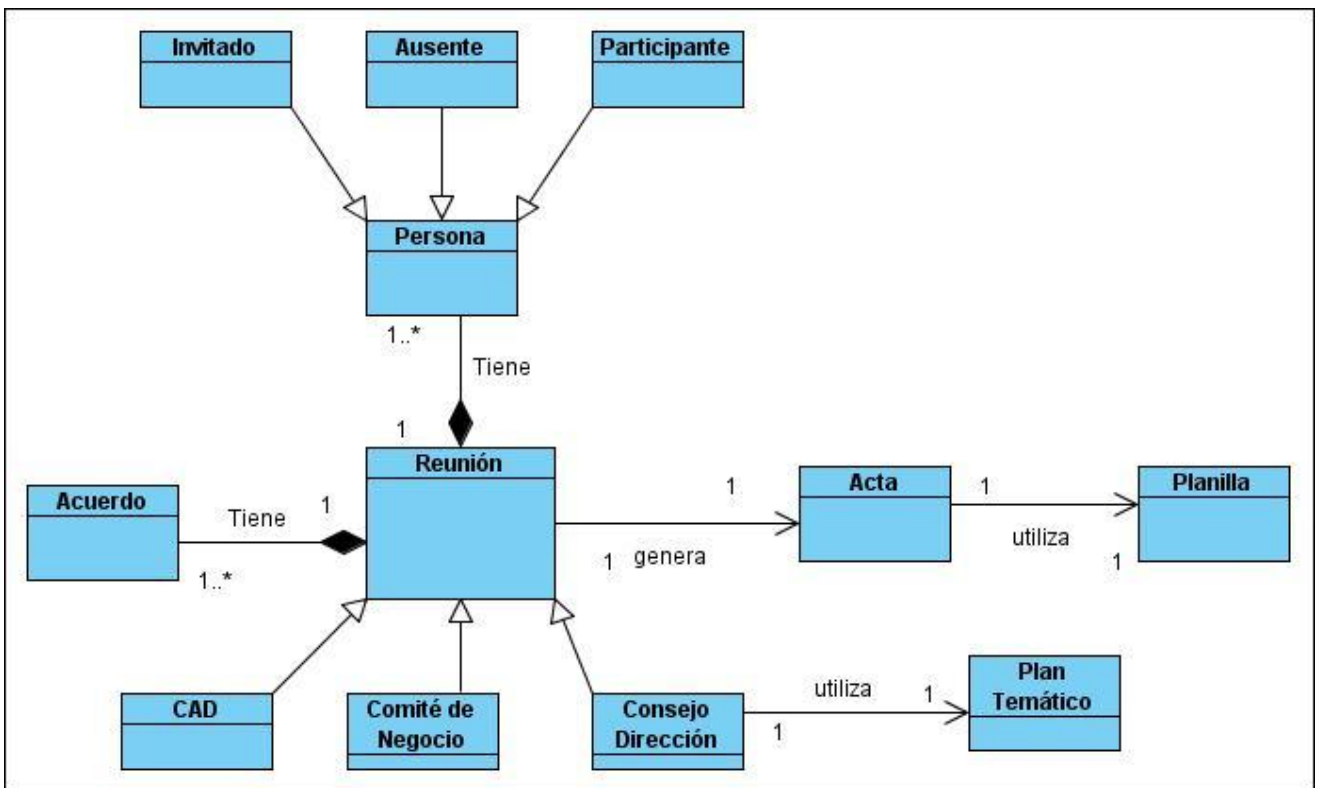 Invitado
Ausente
Participante
Persona
1..*
Tiene
1
Reunión
Acuerdo
Tiene
1
1..*
1
1
genera
Acta
1
utiliza
1
Planilla
CAD
Comité de
Negocio
Consejo
Dirección
utiliza
1
1
Plan
Temático